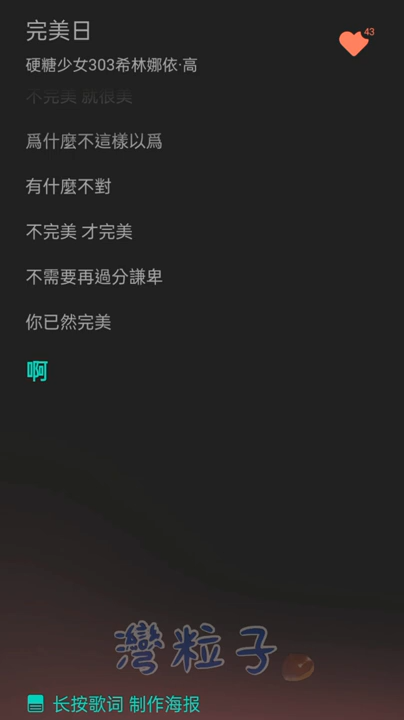 完美日
43
硬糖少女303希林娜依·高
不完美 就很美
爲什麼不這樣以爲
有什麼不對
不完美 才完美
不需要再過分謙卑
你已然完美
啊
灣粒子
长按歌词 制作海报